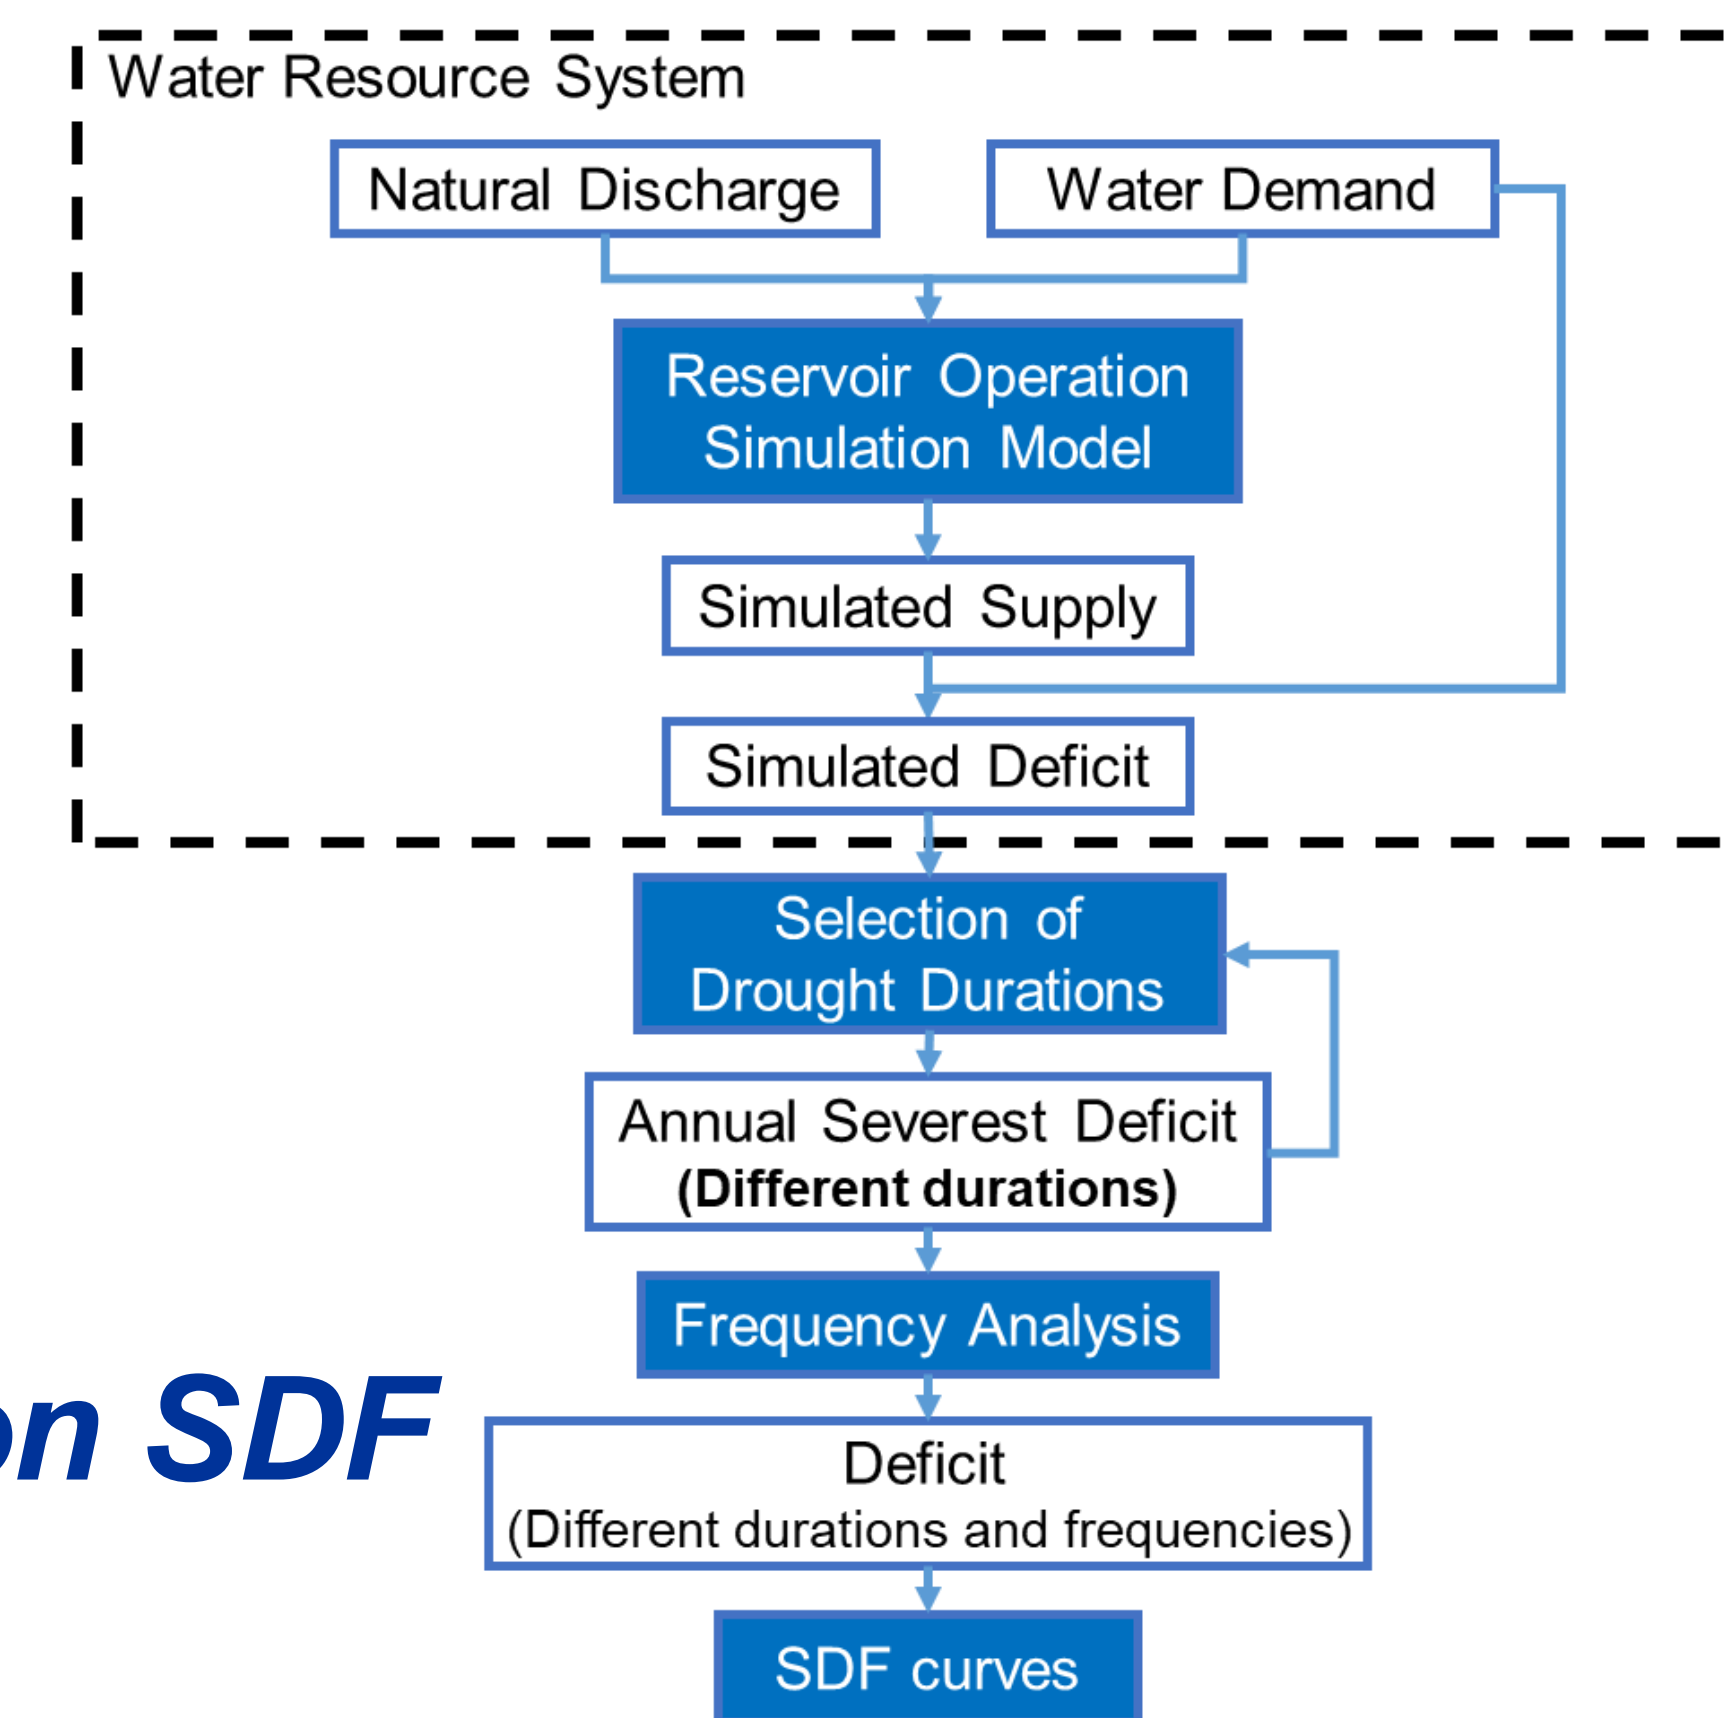 Water Resource System
Natural Discharge
Water Demand
Reservoir Operation
Simulation Model
Simulated Supply
Simulated Deficit
Selection of
Drought Durations
Annual Severest Deficit
(Different durations)
Frequency Analysis
on SDF
Deficit
(Different durations and frequencies)
SDF curves